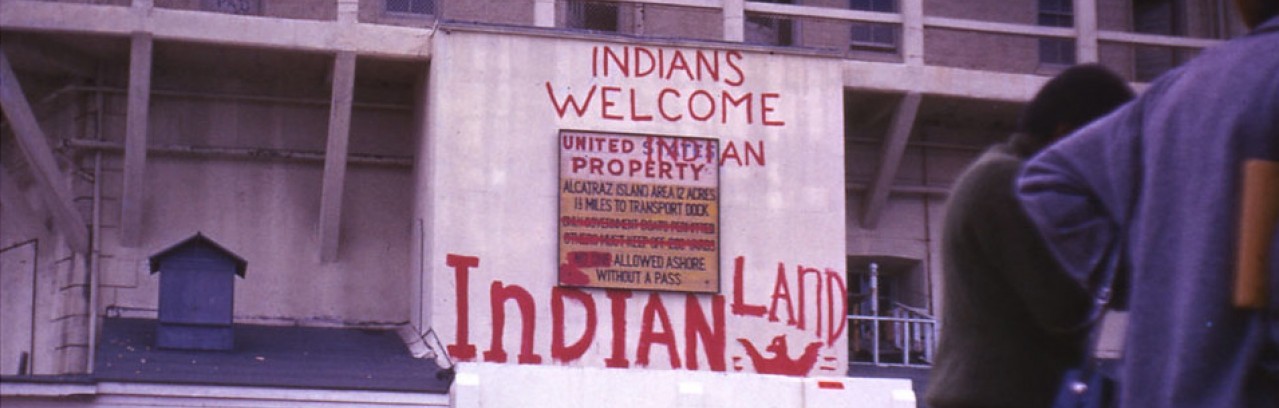 INDIANS
WELCOME
UNITED STATES INDIAN
PROPERTY
ALCATRAZ ISLAND AREA 12 ACRES
1½ MILES TO TRANSPORT DOCK
ALLOWED ASHORE
WITHOUT A PASS
INDIAN LAND